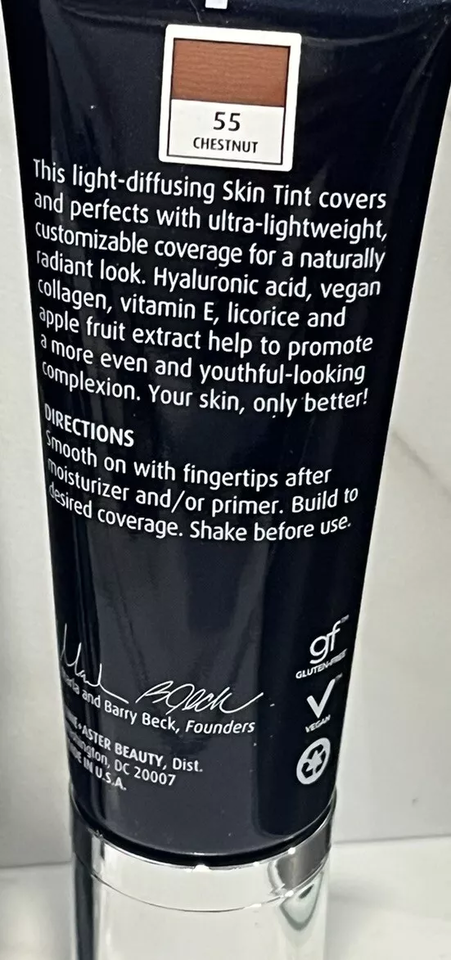 55
CHESTNUT
This light-diffusing Skin Tint covers
and perfects with ultra-lightweight,
customizable coverage for a naturally
radiant look. Hyaluronic acid, vegan
collagen, vitamin E, licorice and
apple fruit extract help to promote
a more even and youthful-looking
complexion. Your skin, only better!
DIRECTIONS
Smooth on with fingertips after
moisturizer and/or primer. Build to
desired coverage. Shake before use.
gf™
GLUTEN-FREE
and Barry Beck, Founders
VEGAN
ASTER BEAUTY, Dist.
DC 20007
IN U.S.A.